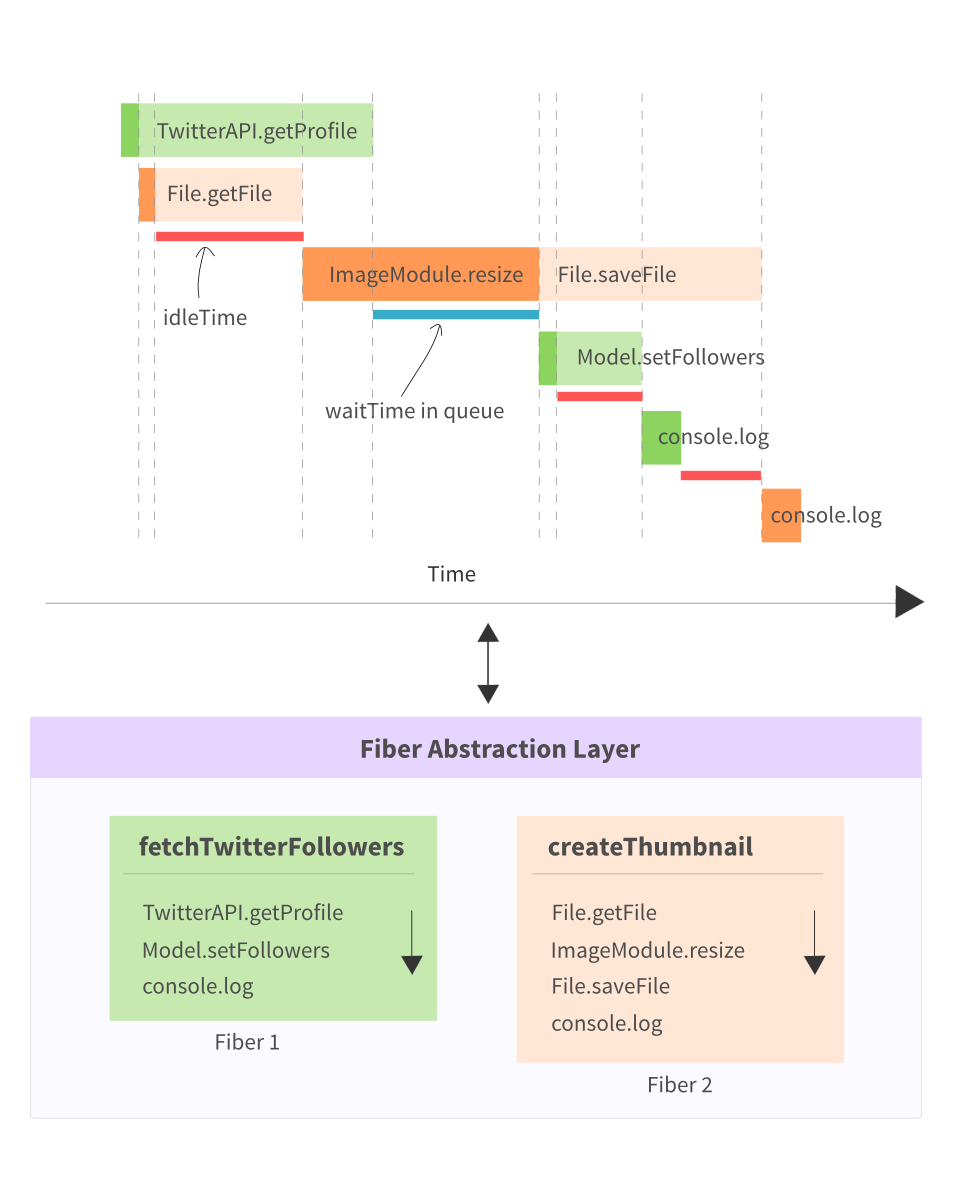 TwitterAPI.getProfile
File.getFile
ImageModule.resize
File.saveFile
idleTime
Model.setFollowers
waitTime in queue
console.log
console.log
Time
Fiber Abstraction Layer
fetchTwitterFollowers
TwitterAPI.getProfile
Model.setFollowers
console.log
Fiber 1
createThumbnail
File.getFile
ImageModule.resize
File.saveFile
console.log
Fiber 2